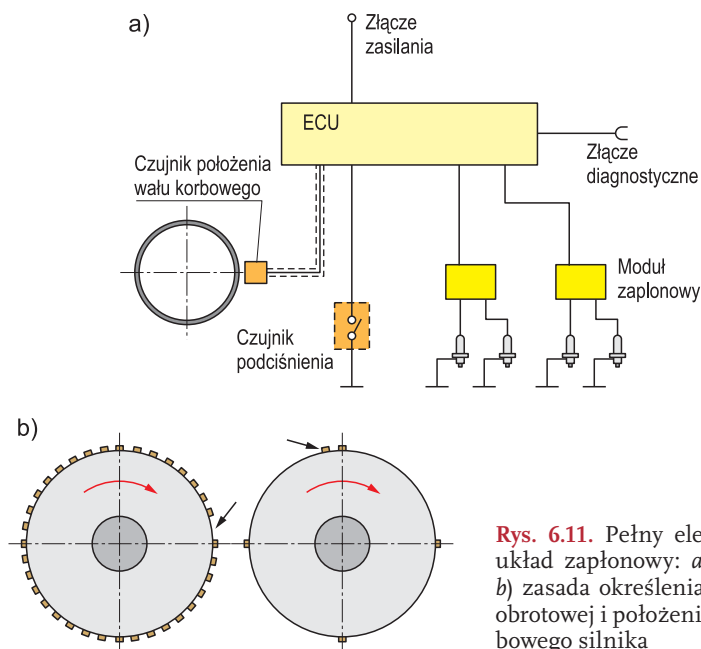 a)
Złącze
zasilania
ECU
Złącze
diagnostyczne
Czujnik położenia
wału korbowego
Moduł
zaplonowy
Czujnik
podciśnienia
b)
Rys. 6.11. Pełny ele
układ zapłonowy: a
b) zasada określenia
obrotowej i położeni
bowego silnika